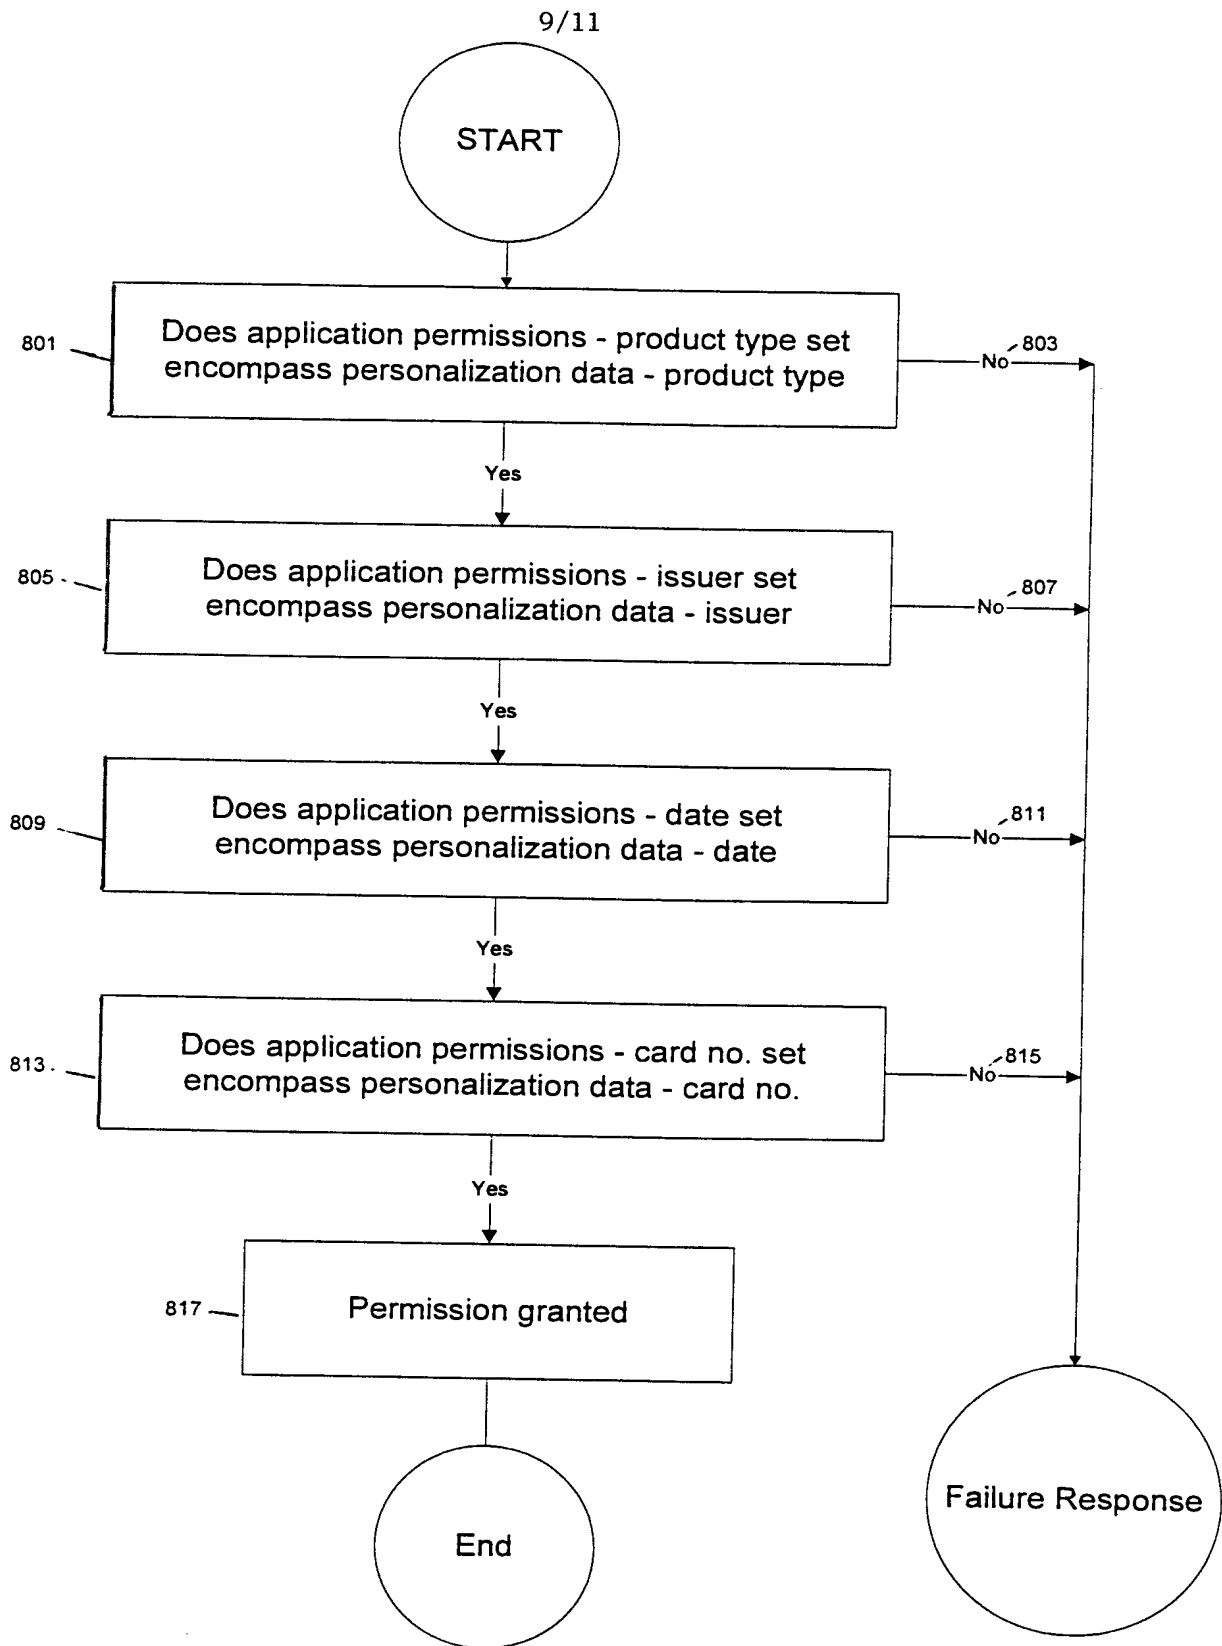 9/11
START
801
Does application permissions - product type set
encompass personalization data - product type
No
803
Yes
805
Does application permissions - issuer set
encompass personalization data - issuer
No
807
Yes
809
Does application permissions - date set
encompass personalization data - date
No
811
Yes
813
Does application permissions - card no. set
encompass personalization data - card no.
No
815
Yes
817
Permission granted
End
Failure Response